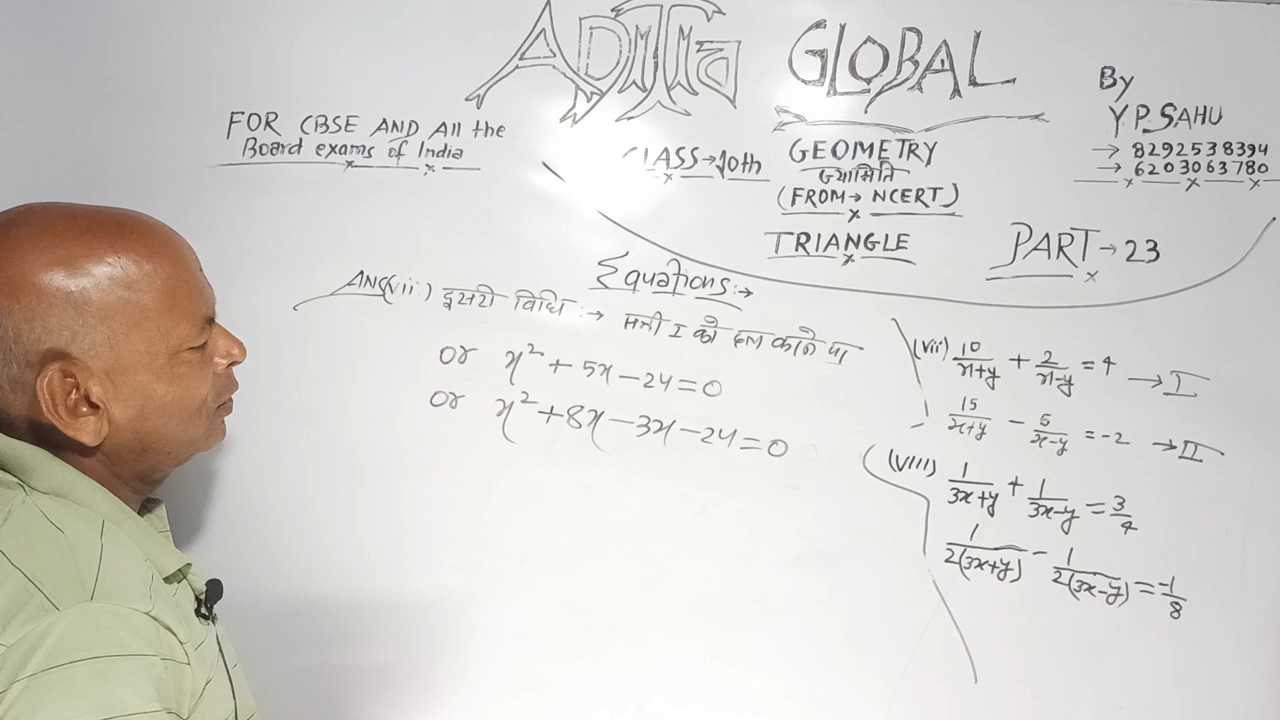 ADITYA GLOBAL
By
Y.P. SAHU
→ 8292538394
→ 6203063780
FOR CBSE AND All the
Board exams of India
CLASS→10th
GEOMETRY
ज्यामिति
(FROM→ NCERT)
TRIANGLE
PART→23
Equations:→
ANS(vii:) दूसरी विधि:→ समी I को हल करने पर
or x² + 5x – 24 = 0
or x² + 8x – 3x – 24 = 0
(vii) 10/(x+y) + 2/(x-y) = 4 → I
15/(x+y) – 5/(x-y) = -2 → II
(viii) 1/(3x+y) + 1/(3x-y) = 3/4
1/2(3x+y) – 1/2(3x-y) = -1/8